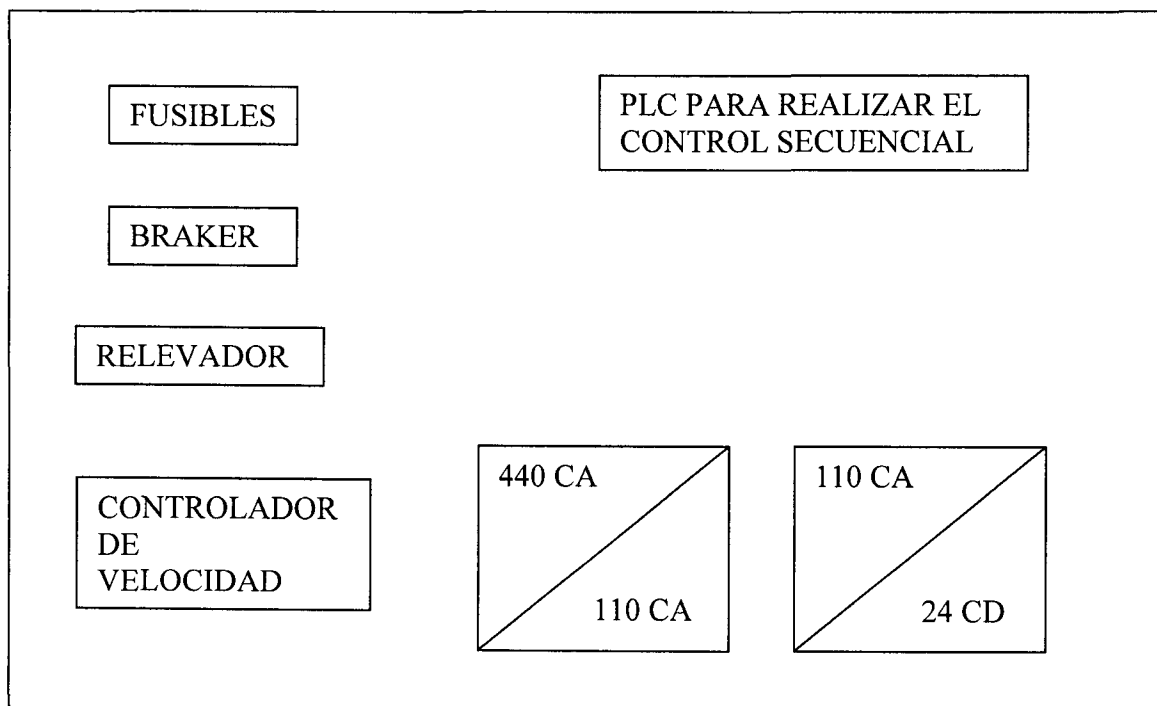 FUSIBLES
PLC PARA REALIZAR EL
CONTROL SECUENCIAL
BRAKER
RELEVADOR
CONTROLADOR
DE
VELOCIDAD
440 CA
110 CA
110 CA
24 CD